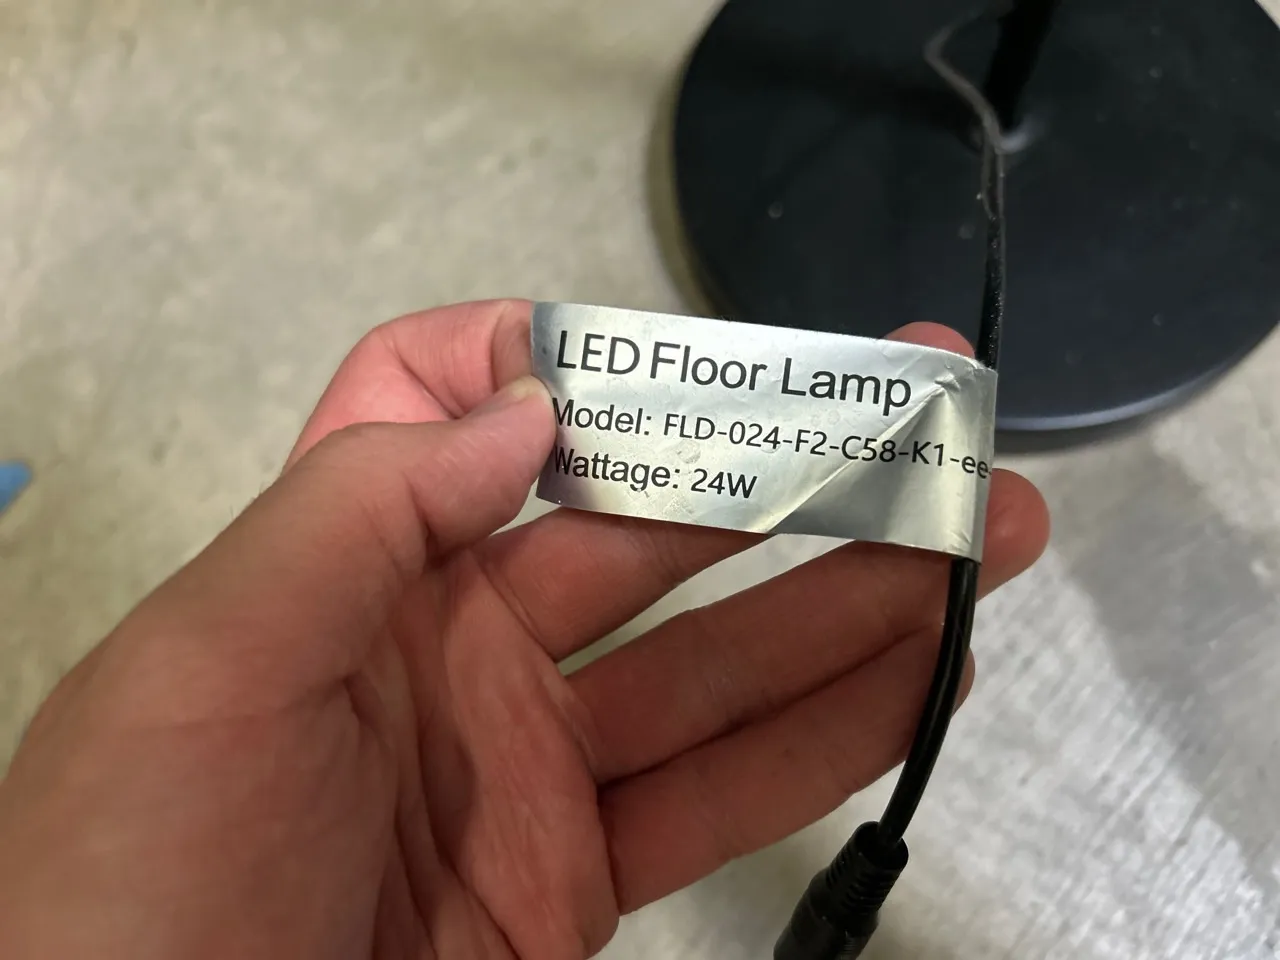 LED Floor Lamp
Model: FLD-024-F2-C58-K1-ee-
Wattage: 24W